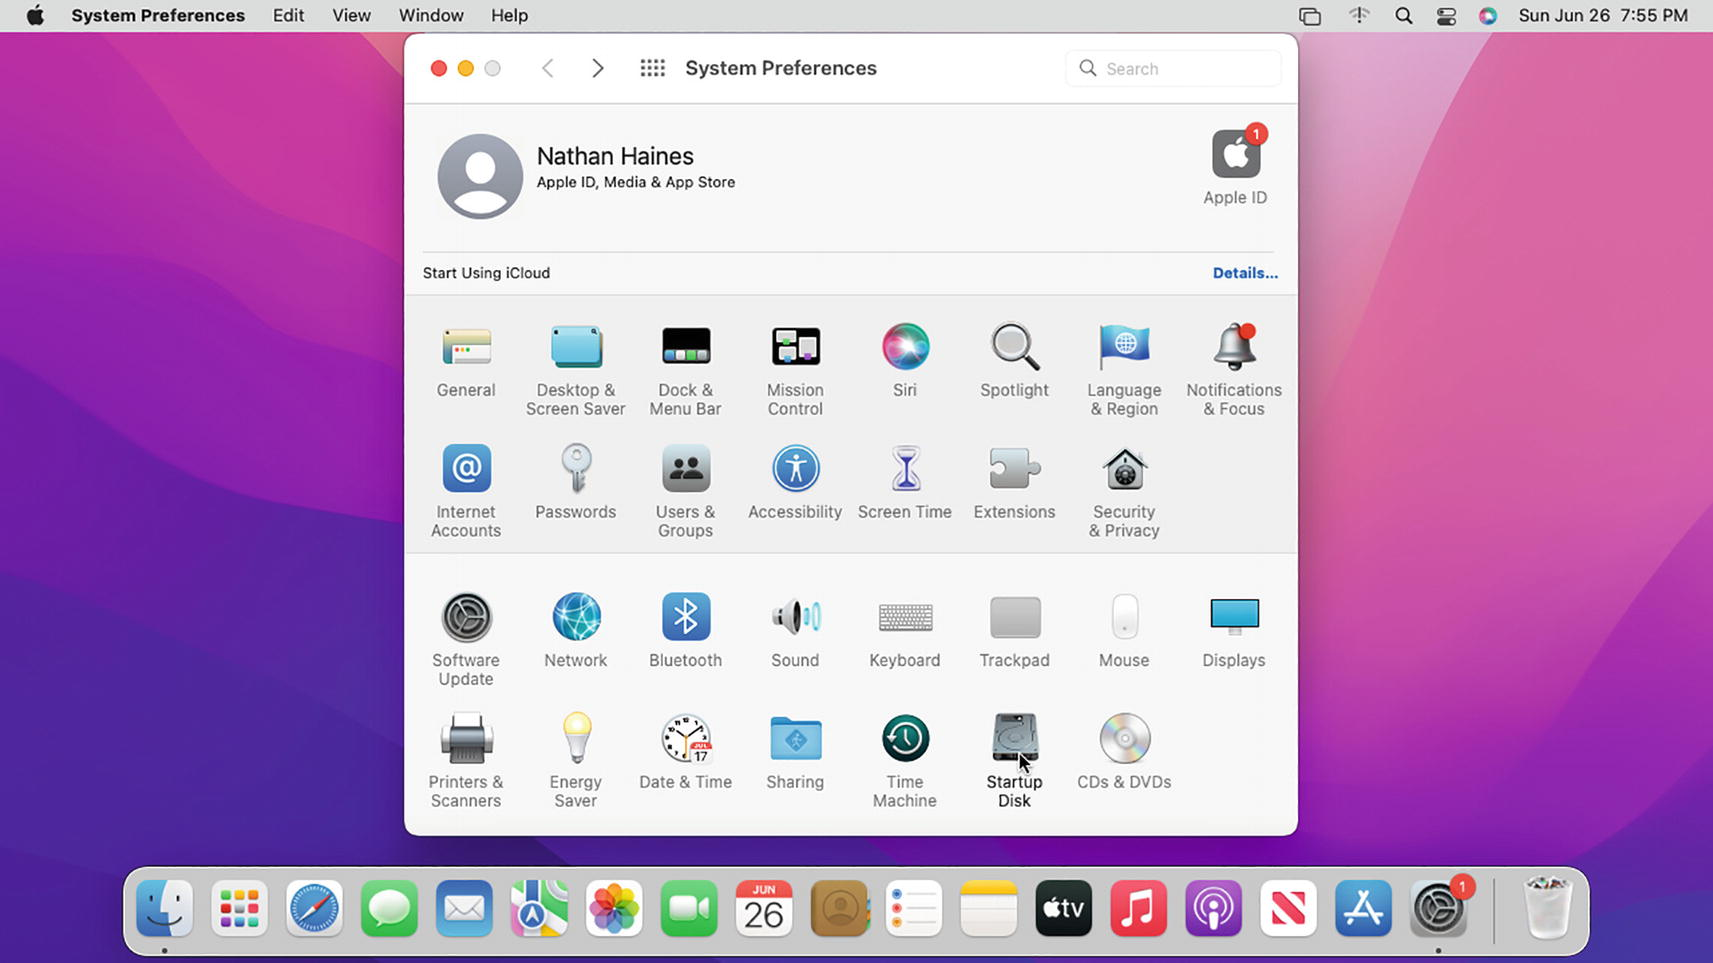 System Preferences Edit View Window Help Sun Jun 26 7:55 PM
System Preferences
Search
Nathan Haines
Apple ID, Media & App Store
1
Apple ID
Start Using iCloud
Details...
General
Desktop &
Screen Saver
Dock &
Menu Bar
Mission
Control
Siri
Spotlight
Language
& Region
Notifications
& Focus
Internet
Accounts
Passwords
Users &
Groups
Accessibility
Screen Time
Extensions
Security
& Privacy
Software
Update
Network
Bluetooth
Sound
Keyboard
Trackpad
Mouse
Displays
Printers &
Scanners
Energy
Saver
JUL
17
Date & Time
Sharing
Time
Machine
Startup
Disk
CDs & DVDs
JUN
26
tv
1